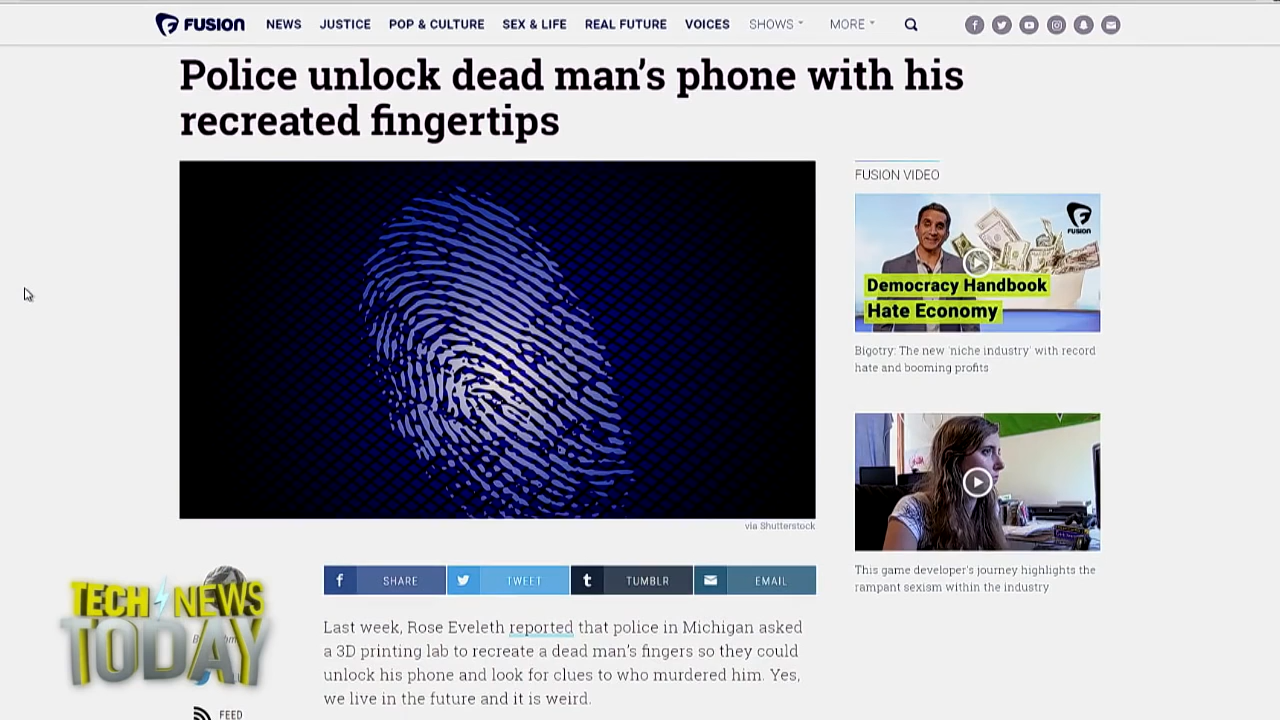 FUSION NEWS JUSTICE POP & CULTURE SEX & LIFE REAL FUTURE VOICES SHOWS MORE
Police unlock dead man's phone with his
recreated fingertips
via Shutterstock
SHARE TWEET TUMBLR EMAIL
Last week, Rose Eveleth reported that police in Michigan asked
a 3D printing lab to recreate a dead man's fingers so they could
unlock his phone and look for clues to who murdered him. Yes,
we live in the future and it is weird.
FUSION VIDEO
FUSION
Democracy Handbook
Hate Economy
Bigotry: The new 'niche industry' with record
hate and booming profits
This game developer's journey highlights the
rampant sexism within the industry
TECH NEWS
TODAY
FEED